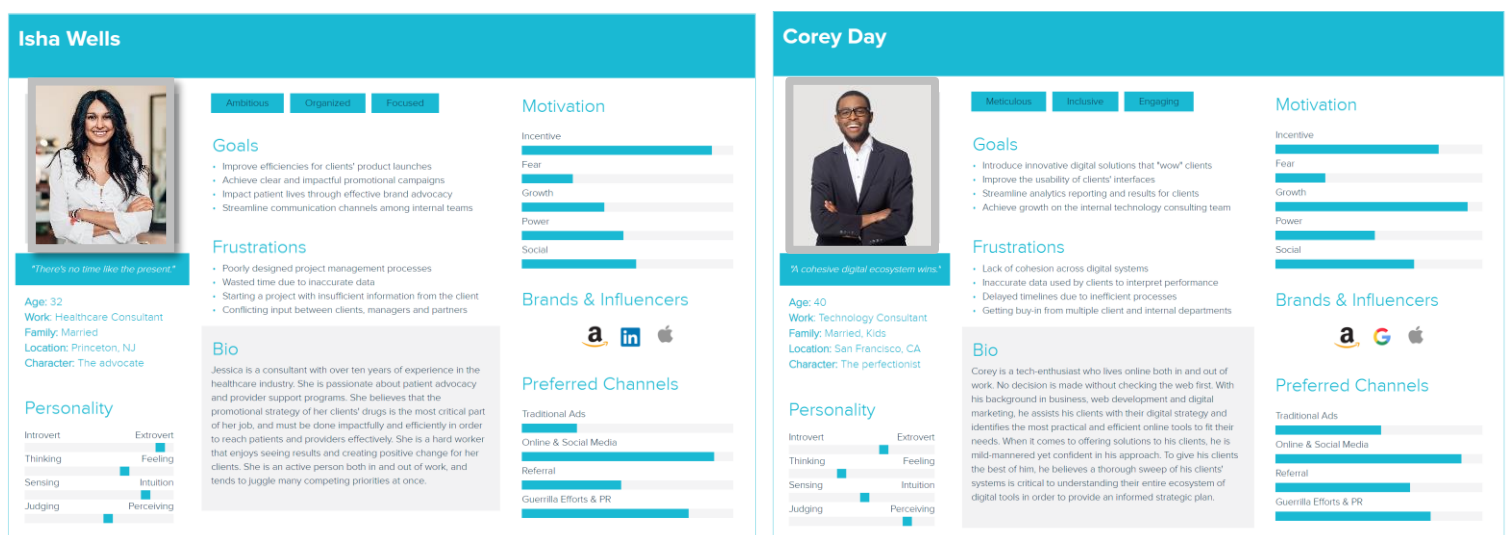 Isha Wells
Ambitious
Organized
Focused
Goals
• Improve efficiencies for clients' product launches
• Achieve clear and impactful promotional campaigns
• Impact patient lives through effective brand advocacy
• Streamline communication channels among internal teams
Frustrations
• Poorly designed project management processes
• Wasted time due to inaccurate data
• Starting a project with insufficient information from the client
• Conflicting input between clients, managers and partners
"There's no time like the present."
Age: 32
Work: Healthcare Consultant
Family: Married
Location: Princeton, NJ
Character: The advocate
Personality
Introvert Extrovert
Thinking Feeling
Sensing Intuition
Judging Perceiving
Bio
Jessica is a consultant with over ten years of experience in the
healthcare industry. She is passionate about patient advocacy
and provider support programs. She believes that the
promotional strategy of her clients' drugs is the most critical part
of her job, and must be done impactfully and efficiently in order
to reach patients and providers effectively. She is a hard worker
that enjoys seeing results and creating positive change for her
clients. She is an active person both in and out of work, and
tends to juggle many competing priorities at once.
Motivation
Incentive
Fear
Growth
Power
Social
Brands & Influencers
a
in
Preferred Channels
Traditional Ads
Online & Social Media
Referral
Guerrilla Efforts & PR
Corey Day
Meticulous
Inclusive
Engaging
Goals
• Introduce innovative digital solutions that "wow" clients
• Improve the usability of clients' interfaces
• Streamline analytics reporting and results for clients
• Achieve growth on the internal technology consulting team
Frustrations
• Lack of cohesion across digital systems
• Inaccurate data used by clients to interpret performance
• Delayed timelines due to inefficient processes
• Getting buy-in from multiple client and internal departments
"A cohesive digital ecosystem wins."
Age: 40
Work: Technology Consultant
Family: Married, Kids
Location: San Francisco, CA
Character: The perfectionist
Personality
Introvert Extrovert
Thinking Feeling
Sensing Intuition
Judging Perceiving
Bio
Corey is a tech-enthusiast who lives online both in and out of
work. No decision is made without checking the web first. With
his background in business, web development and digital
marketing, he assists his clients with their digital strategy and
identifies the most practical and efficient online tools to fit their
needs. When it comes to offering solutions to his clients, he is
mild-mannered yet confident in his approach. To give his clients
the best of him, he believes a thorough sweep of his clients'
systems is critical to understanding their entire ecosystem of
digital tools in order to provide an informed strategic plan.
Motivation
Incentive
Fear
Growth
Power
Social
Brands & Influencers
a
G
Preferred Channels
Traditional Ads
Online & Social Media
Referral
Guerrilla Efforts & PR